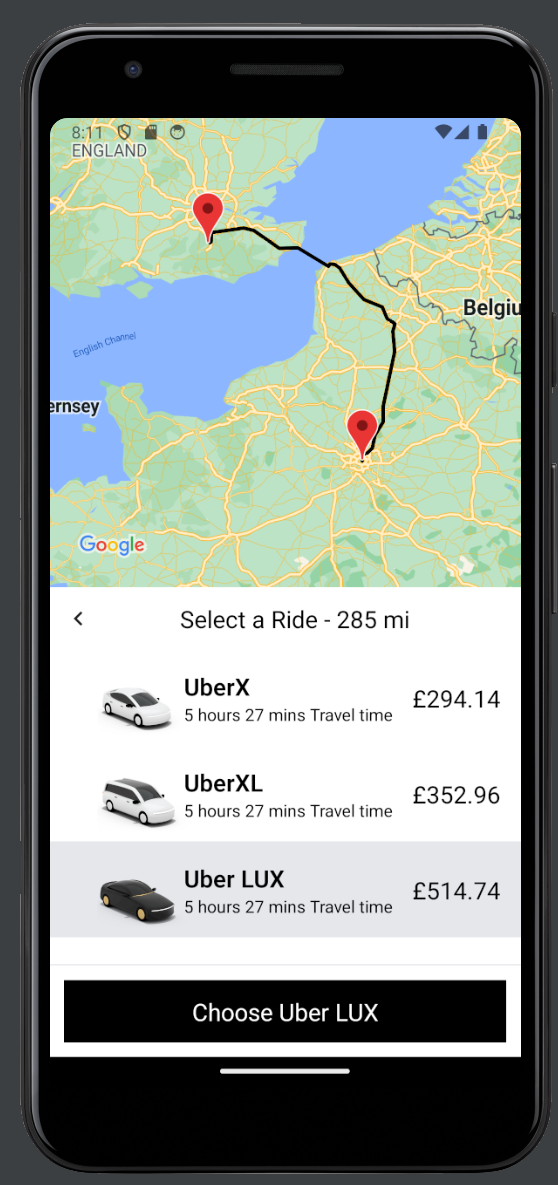 8:11
ENGLAND
Belgiu
English Channel
ernsey
Google
Select a Ride - 285 mi
UberX
5 hours 27 mins Travel time
£294.14
UberXL
5 hours 27 mins Travel time
£352.96
Uber LUX
5 hours 27 mins Travel time
£514.74
Choose Uber LUX